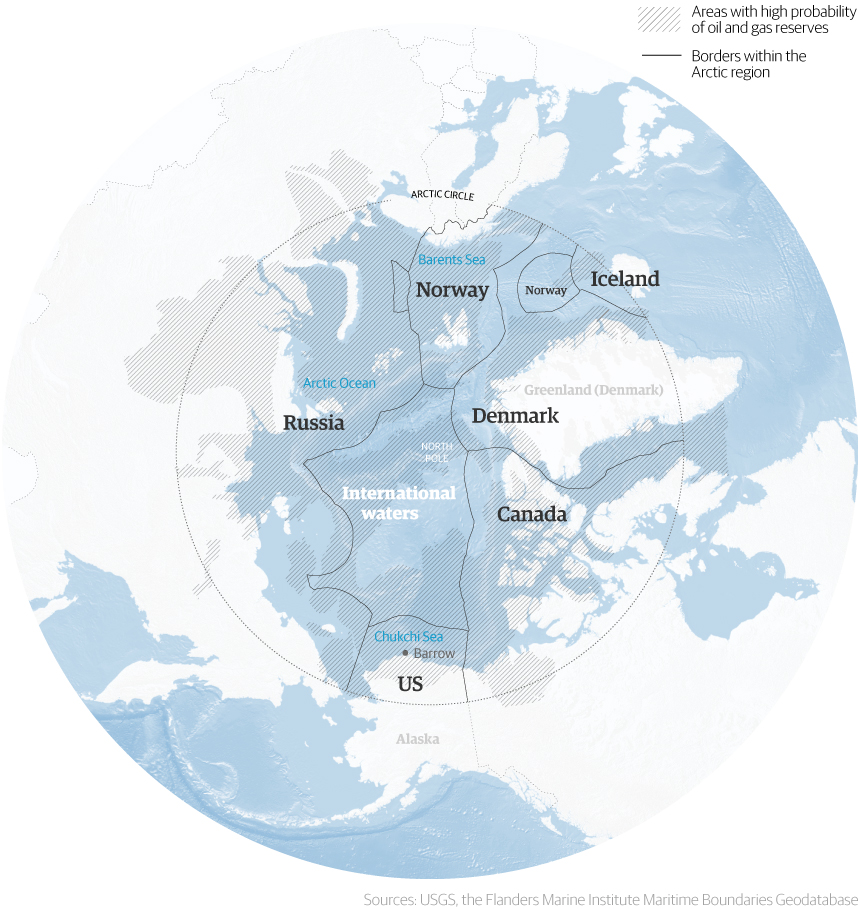 Areas with high probability
of oil and gas reserves
Borders within the
Arctic region
ARCTIC CIRCLE
Barents Sea
Norway
Norway
Iceland
Arctic Ocean
Greenland (Denmark)
Russia
Denmark
NORTH
POLE
International
waters
Canada
Chukchi Sea
Barrow
US
Alaska
Sources: USGS, the Flanders Marine Institute Maritime Boundaries Geodatabase